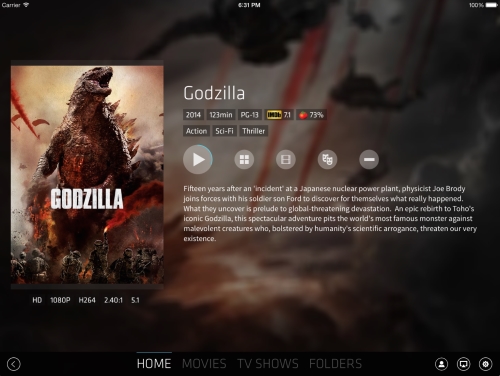 Carrier 6:31 PM 100%
Godzilla
2014 123min PG-13 IMDb 7.1 73%
Action Sci-Fi Thriller
GODZILLA
Fifteen years after an 'incident' at a Japanese nuclear power plant, physicist Joe Brody
joins forces with his soldier son Ford to discover for themselves what really happened.
What they uncover is prelude to global-threatening devastation. An epic rebirth to Toho's
iconic Godzilla, this spectacular adventure pits the world's most famous monster against
malevolent creatures who, bolstered by humanity's scientific arrogance, threaten our very
existence.
HD 1080P H264 2.40:1 5.1
HOME MOVIES TV SHOWS FOLDERS